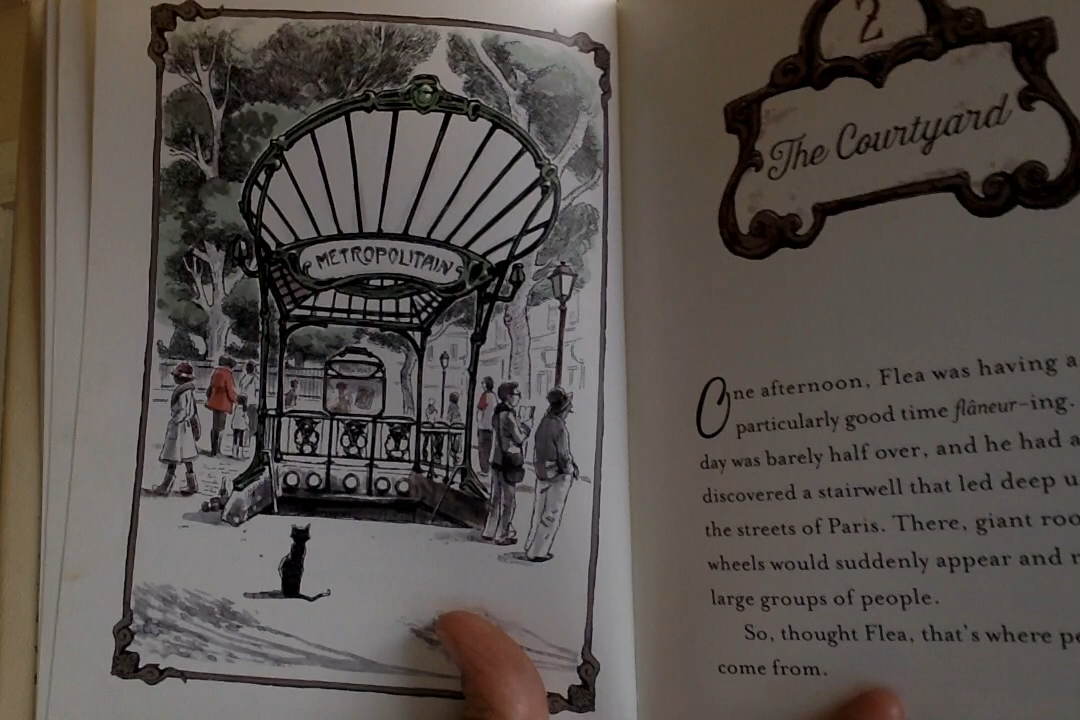 METROPOLITAIN
2
The Courtyard
One afternoon, Flea was having a
particularly good time flâneur-ing.
day was barely half over, and he had a
discovered a stairwell that led deep u
the streets of Paris. There, giant roo
wheels would suddenly appear and r
large groups of people.
So, thought Flea, that's where pe
come from.